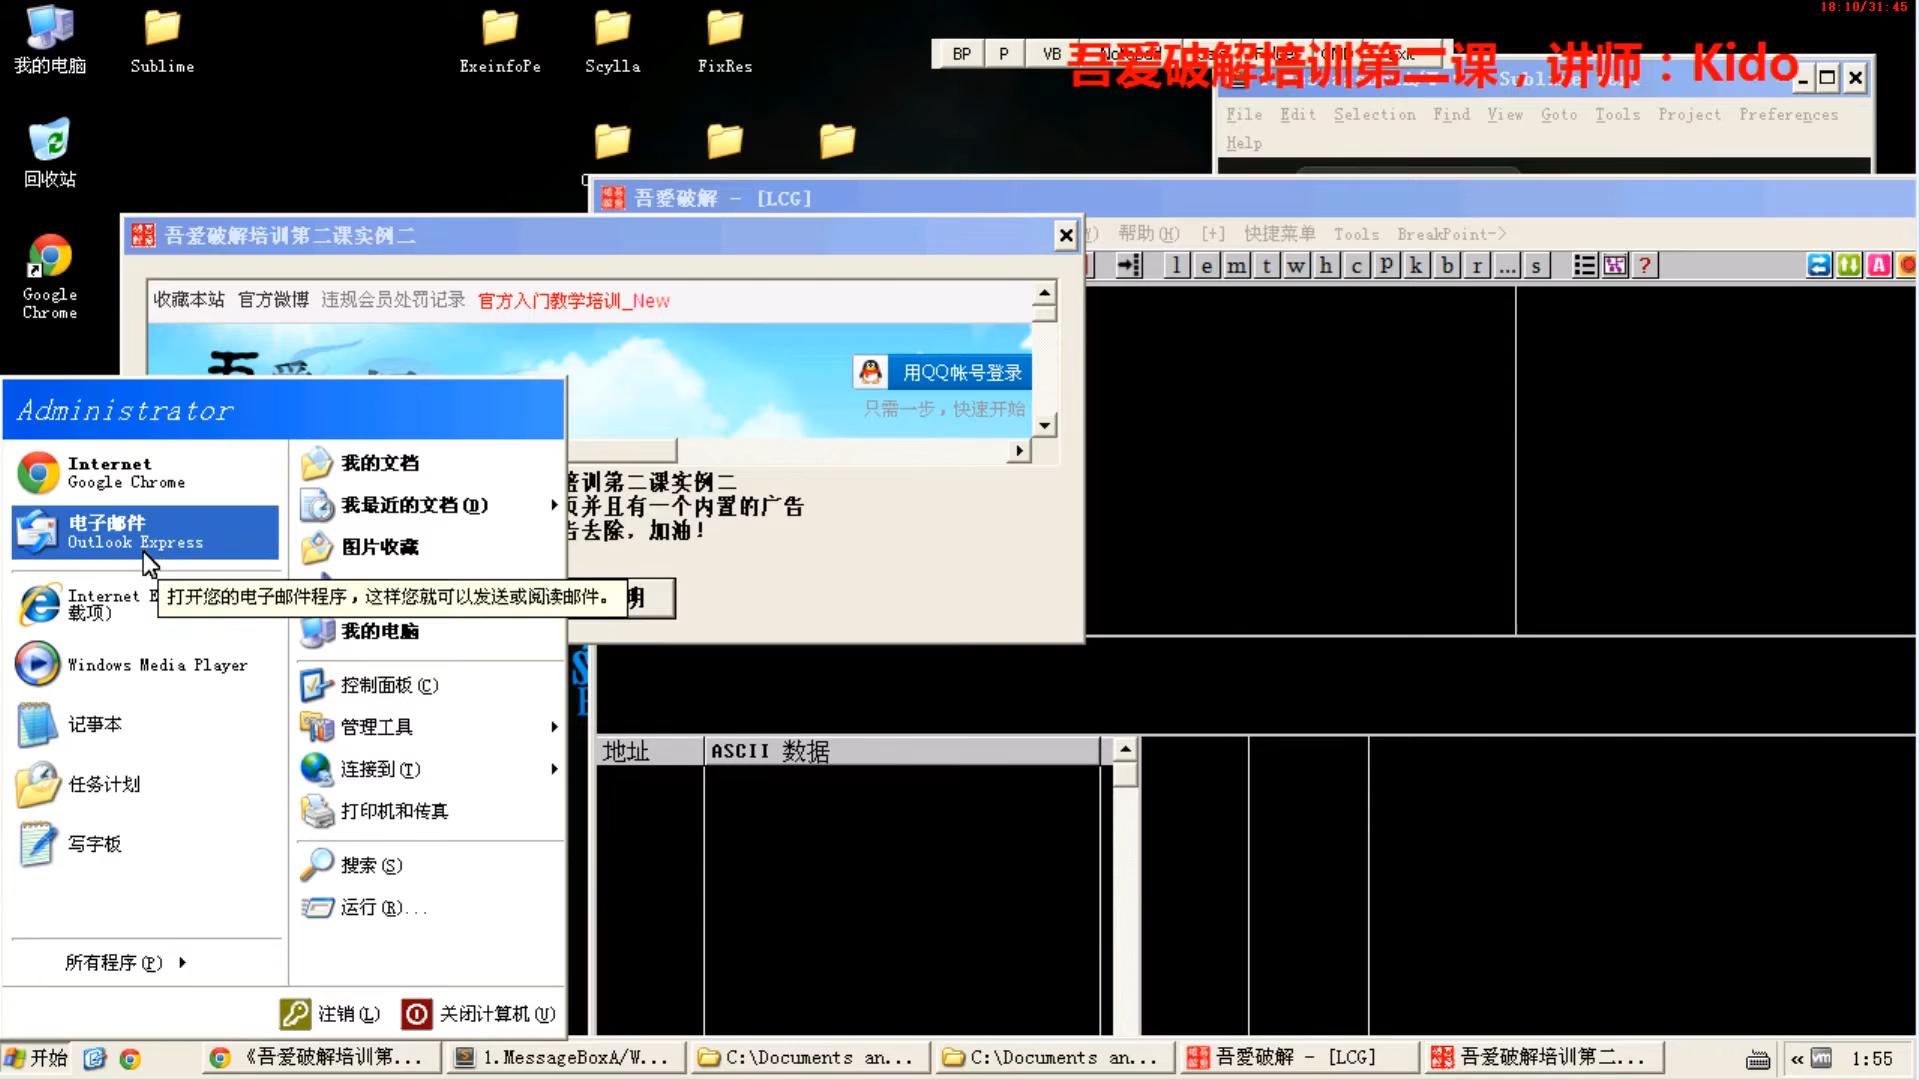 18:10/31:45
我的电脑
Sublime
ExeinfoPe
Scylla
FixRes
BP P VB Notepad
吾爱破解培训第二课，讲师：Kido
File Edit Selection Find View Goto Tools Project Preferences
Help
回收站
Google
Chrome
吾爱破解 - [LCG]
帮助(H) [+] 快捷菜单 Tools BreakPoint->
l e m t w h c P k b r ... s
?
A
吾爱破解培训第二课实例二
收藏本站 官方微博 违规会员处罚记录 官方入门教学培训_New
用QQ帐号登录
只需一步，快速开始
培训第二课实例二
页并且有一个内置的广告
告去除，加油！
明
Administrator
Internet
Google Chrome
电子邮件
Outlook Express
打开您的电子邮件程序，这样您就可以发送或阅读邮件。
Internet E
载项)
Windows Media Player
记事本
任务计划
写字板
所有程序(P)
我的文档
我最近的文档(D)
图片收藏
我的电脑
控制面板(C)
管理工具
连接到(T)
打印机和传真
搜索(S)
运行(R)...
注销(L)
关闭计算机(U)
地址
ASCII 数据
开始
《吾爱破解培训第...
1.MessageBoxA/W...
C:\Documents an...
C:\Documents an...
吾爱破解 - [LCG]
吾爱破解培训第二...
«
vm
1:55